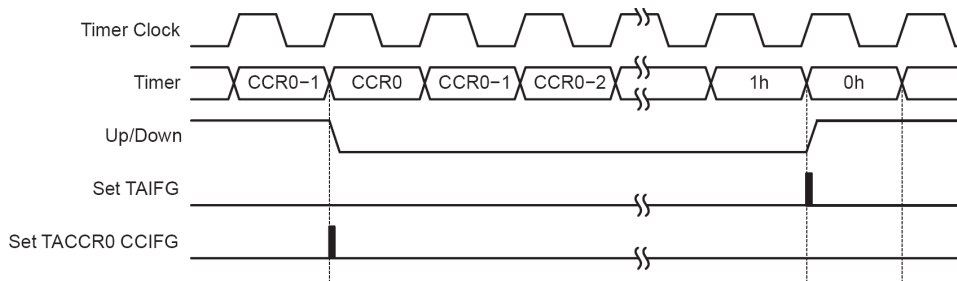 Timer Clock
Timer CCR0−1 CCR0 CCR0−1 CCR0−2 1h 0h
Up/Down
Set TAIFG
Set TACCR0 CCIFG